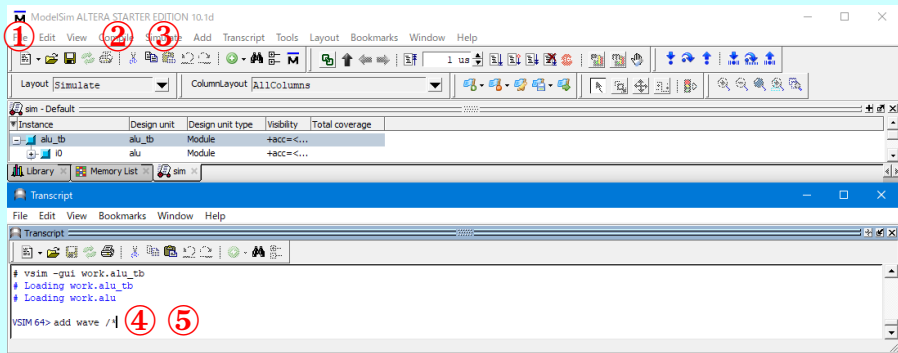 ModelSim ALTERA STARTER EDITION 10.1d
① ② ③
File Edit View Compile Simulate Add Transcript Tools Layout Bookmarks Window Help
1 us
Layout Simulate ColumnLayout AllColumns
sim - Default
Instance Design unit Design unit type Visibility Total coverage
alu_tb alu_tb Module +acc=<...
i0 alu Module +acc=<...
Library Memory List sim
Transcript
File Edit View Bookmarks Window Help
Transcript
# vsim -gui work.alu_tb
# Loading work.alu_tb
# Loading work.alu
VSIM 64> add wave /* ④ ⑤